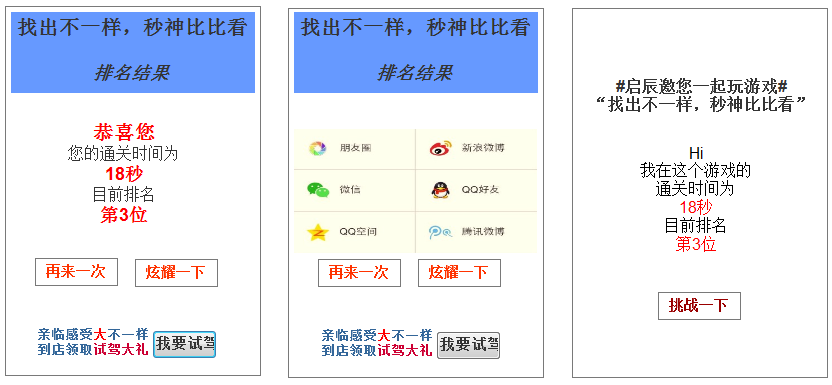 找出不一样，秒神比比看
排名结果
恭喜您
您的通关时间为
18秒
目前排名
第3位
再来一次
炫耀一下
亲临感受大不一样
到店领取试驾大礼
我要试驾
找出不一样，秒神比比看
排名结果
朋友圈
新浪微博
微信
QQ好友
QQ空间
腾讯微博
再来一次
炫耀一下
亲临感受大不一样
到店领取试驾大礼
我要试驾
#启辰邀您一起玩游戏#
“找出不一样，秒神比比看”
Hi
我在这个游戏的
通关时间为
18秒
目前排名
第3位
挑战一下